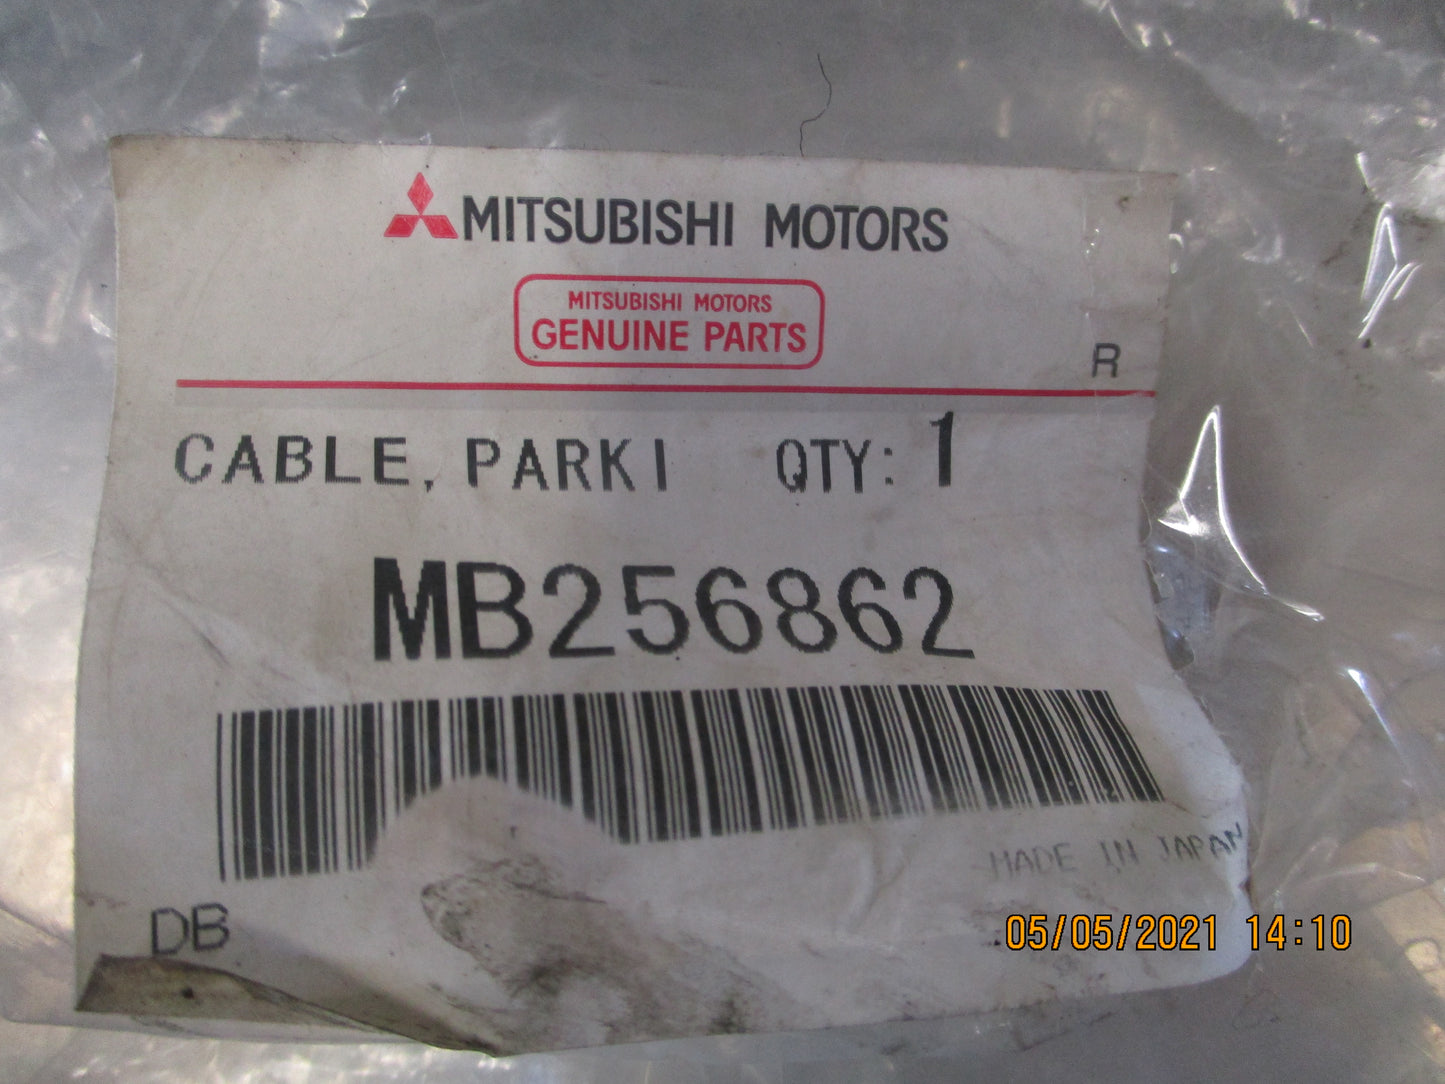 MITSUBISHI MOTORS
MITSUBISHI MOTORS
GENUINE PARTS
R
CABLE, PARKI QTY: 1
MB256862
MADE IN JAPAN
DB
05/05/2021 14:10